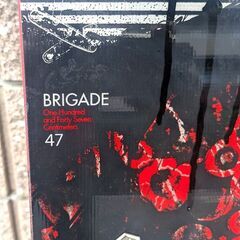 BRIGADE
One Hundred
and Forty Seven
Centimeters
47